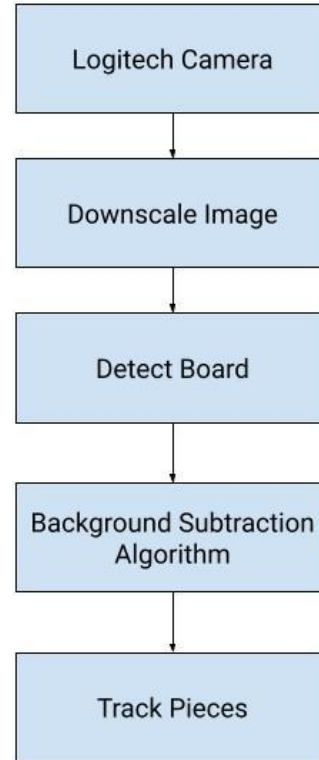 Logitech Camera
Downscale Image
Detect Board
Background Subtraction
Algorithm
Track Pieces